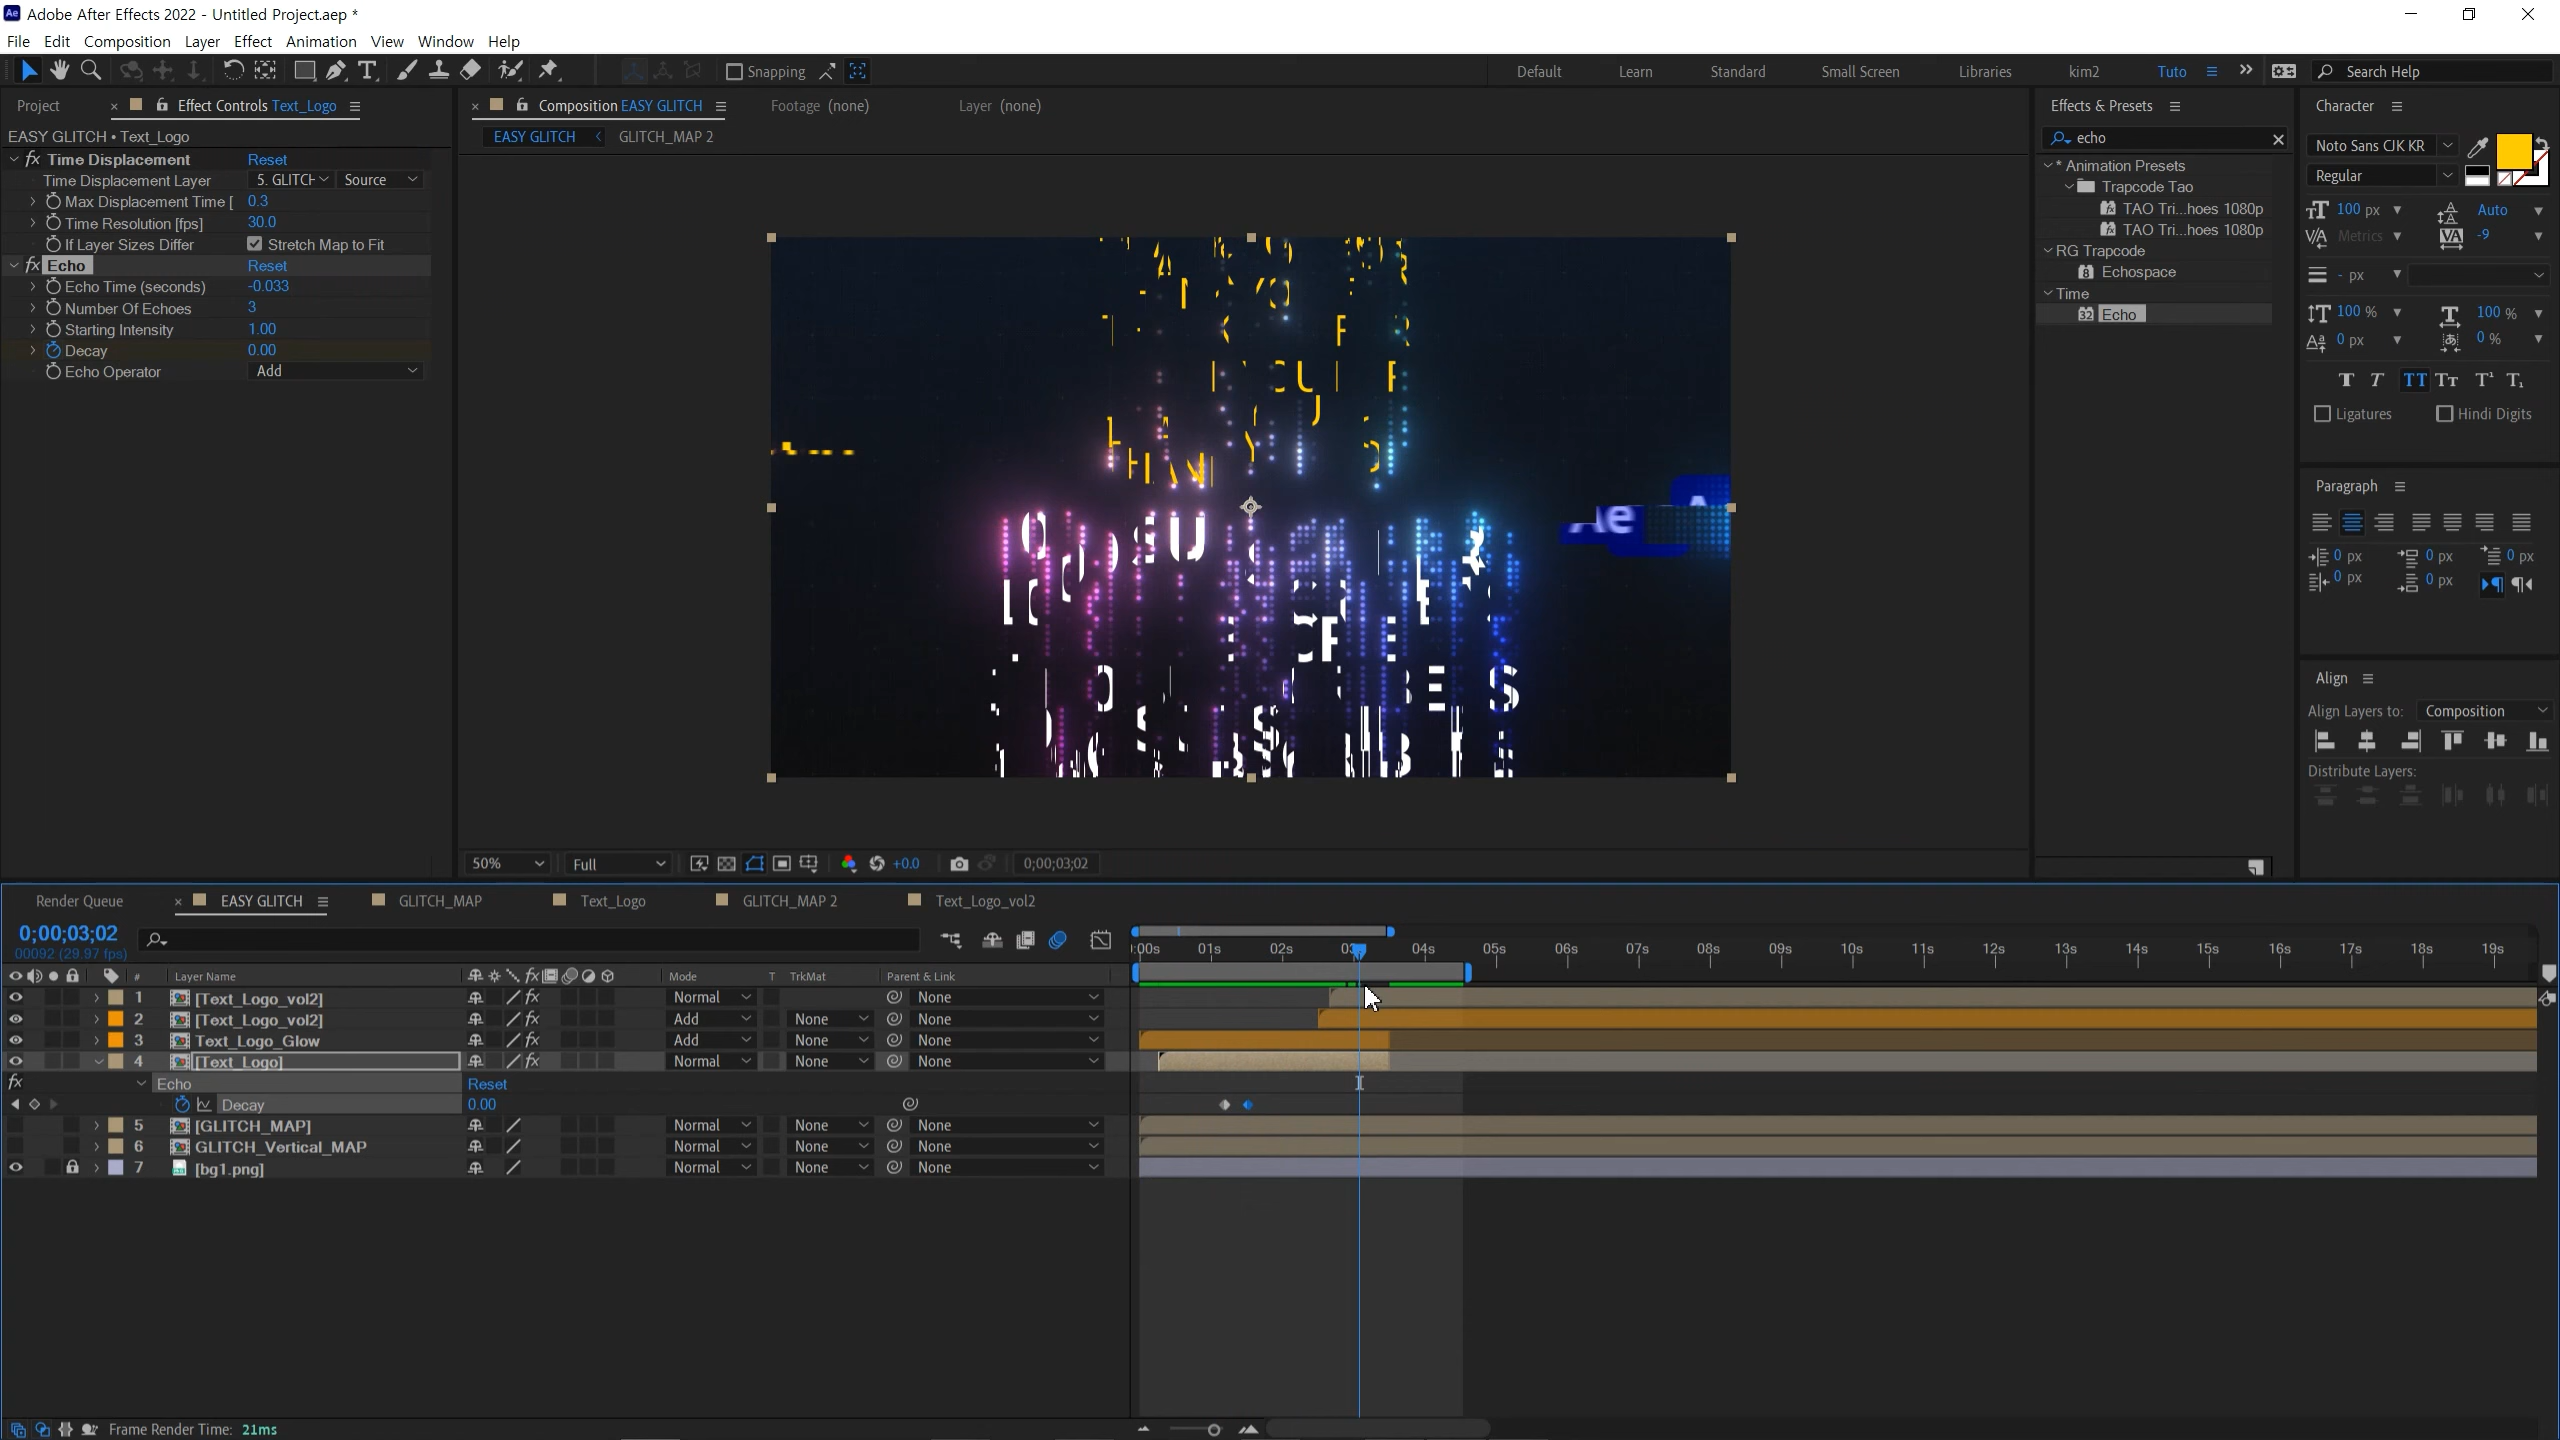 Adobe After Effects 2022 - Untitled Project.aep *
File Edit Composition Layer Effect Animation View Window Help
Snapping
Default Learn Standard Small Screen Libraries kim2 Tuto
Search Help
Project
Effect Controls Text_Logo
EASY GLITCH • Text_Logo
fx Time Displacement Reset
Time Displacement Layer 5. GLITCH Source
Max Displacement Time [ 0.3
Time Resolution [fps] 30.0
If Layer Sizes Differ Stretch Map to Fit
fx Echo Reset
Echo Time (seconds) -0.033
Number Of Echoes 3
Starting Intensity 1.00
Decay 0.00
Echo Operator Add
Composition EASY GLITCH
Footage (none)
Layer (none)
EASY GLITCH < GLITCH_MAP 2
Ae
50% Full +0.0 0;00;03;02
Effects & Presets
echo
* Animation Presets
Trapcode Tao
TAO Tri...hoes 1080p
TAO Tri...hoes 1080p
RG Trapcode
Echospace
Time
Echo
Character
Noto Sans CJK KR
Regular
100 px Auto
Metrics -9
- px
100 % 100 %
0 px 0 %
Ligatures Hindi Digits
Paragraph
0 px 0 px 0 px
0 px 0 px
Align
Align Layers to: Composition
Distribute Layers:
Render Queue EASY GLITCH GLITCH_MAP Text_Logo GLITCH_MAP 2 Text_Logo_vol2
0;00;03;02
00092 (29.97 fps)
:00s 01s 02s 04s 05s 06s 07s 08s 09s 10s 11s 12s 13s 14s 15s 16s 17s 18s 19s
# Layer Name Mode T TrkMat Parent & Link
1 [Text_Logo_vol2] Normal None
2 [Text_Logo_vol2] Add None None
3 Text_Logo_Glow Add None None
4 [Text_Logo] Normal None None
fx Echo Reset
Decay 0.00
5 [GLITCH_MAP] Normal None None
6 GLITCH_Vertical_MAP Normal None None
7 [bg1.png] Normal None None
Frame Render Time: 21ms